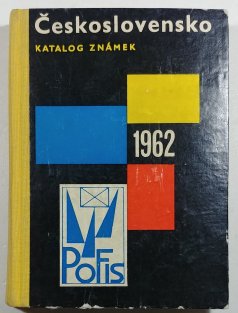 Československo
KATALOG ZNÁMEK
1962
POFIS